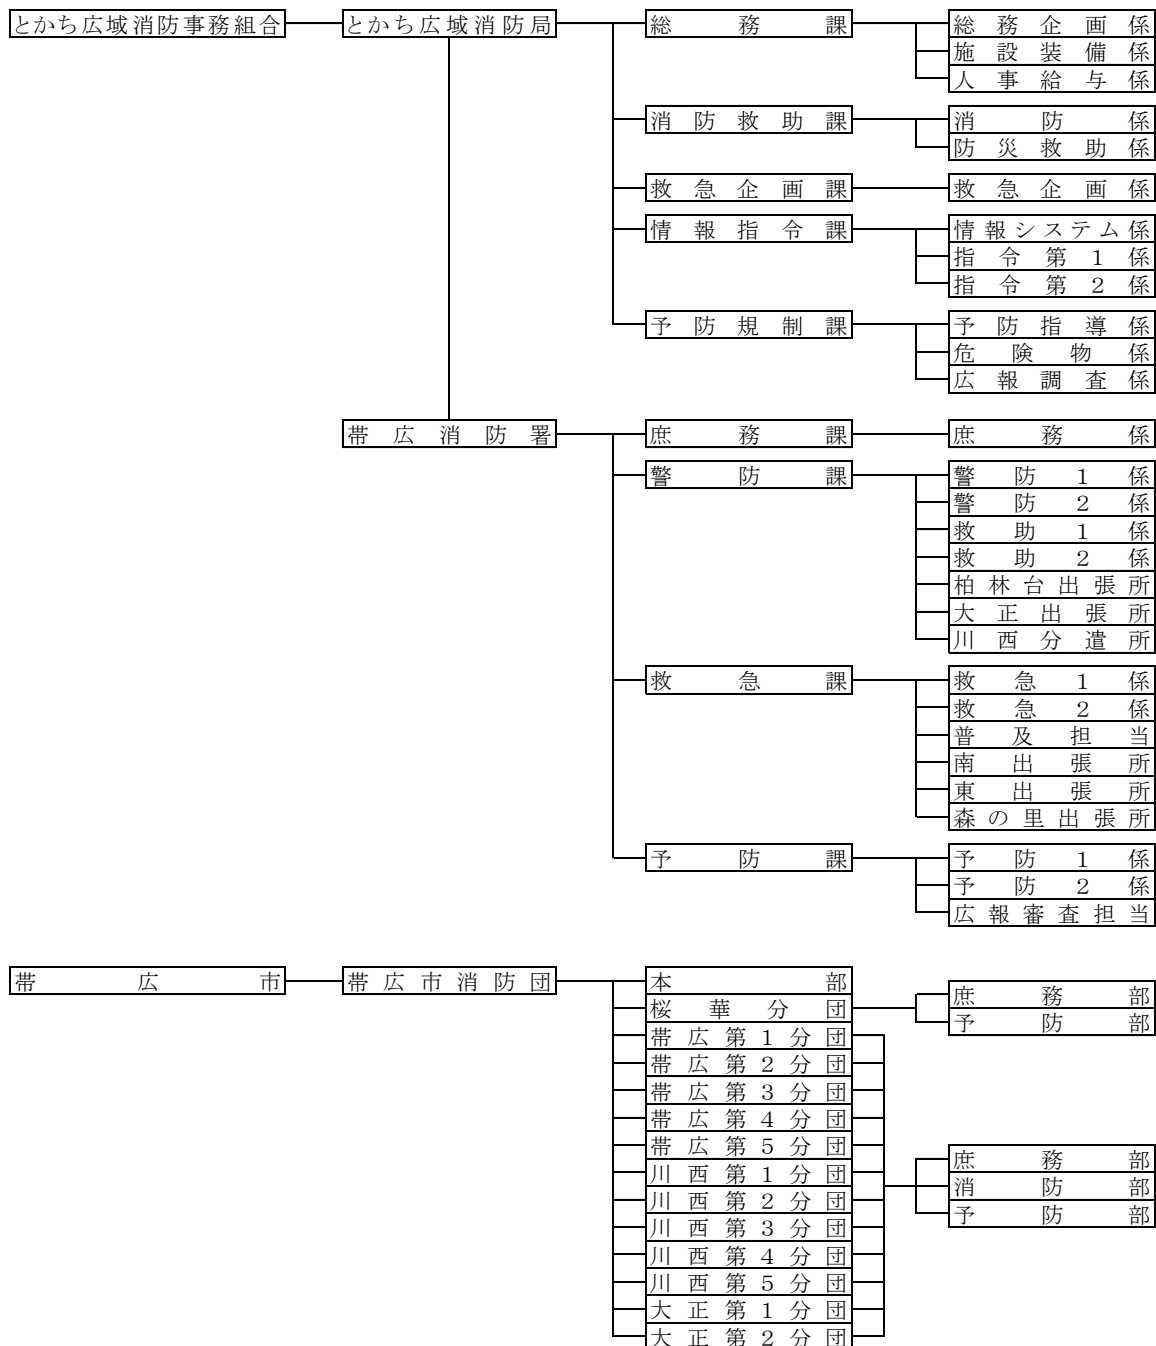 とかち広域消防事務組合 とかち広域消防局 総務課 総務企画係
施設装備係
人事給与係
消防救助課 消防係
防災救助係
救急企画課 救急企画係
情報指令課 情報システム係
指令第１係
指令第２係
予防規制課 予防指導係
危険物係
広報調査係
帯広消防署 庶務課 庶務係
警防課 警防１係
警防２係
救助１係
救助２係
柏林台出張所
大正出張所
川西分遣所
救急課 救急１係
救急２係
普及担当
南出張所
東出張所
森の里出張所
予防課 予防１係
予防２係
広報審査担当
帯広市 帯広市消防団 本部
庶務部
桜華分団
予防部
帯広第１分団
帯広第２分団
帯広第３分団
帯広第４分団
帯広第５分団
庶務部
川西第１分団
消防部
川西第２分団
予防部
川西第３分団
川西第４分団
川西第５分団
大正第１分団
大正第２分団